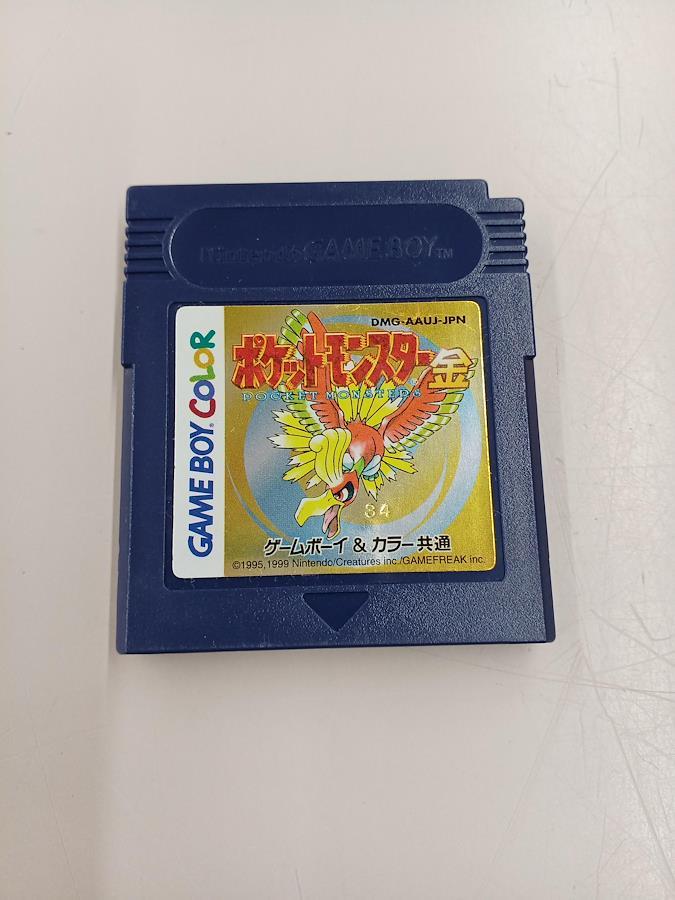 Nintendo GAME BOY TM
DMG-AAUJ-JPN
ポケットモンスター金
POCKET MONSTERS
GAME BOY COLOR
84
ゲームボーイ & カラー共通
©1995,1999 Nintendo/Creatures inc./GAMEFREAK inc.